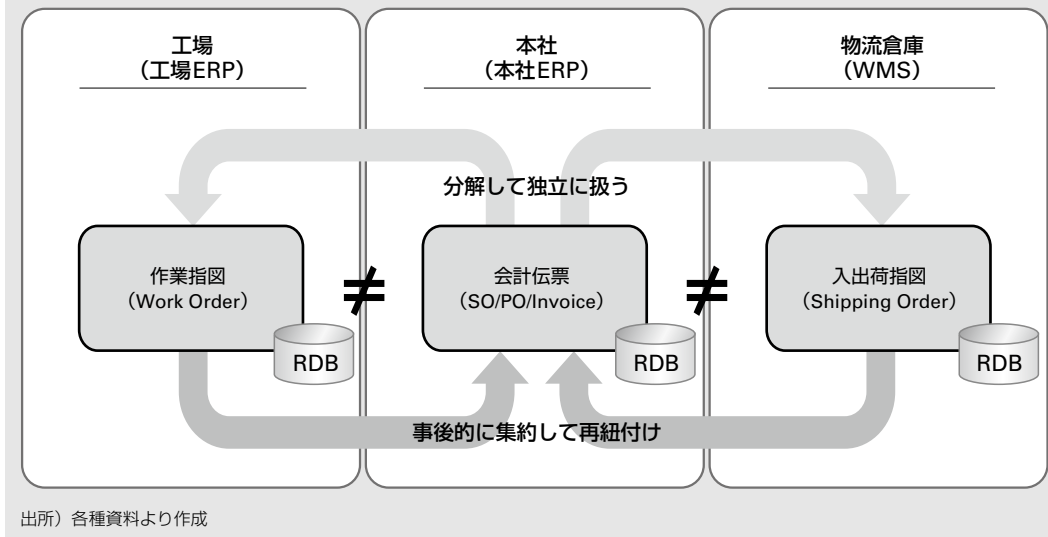 工場
（工場ERP）
本社
（本社ERP）
物流倉庫
（WMS）
分解して独立に扱う
作業指図
（Work Order）
RDB
≠
会計伝票
（SO/PO/Invoice）
RDB
≠
入出荷指図
（Shipping Order）
RDB
事後的に集約して再紐付け
出所）各種資料より作成